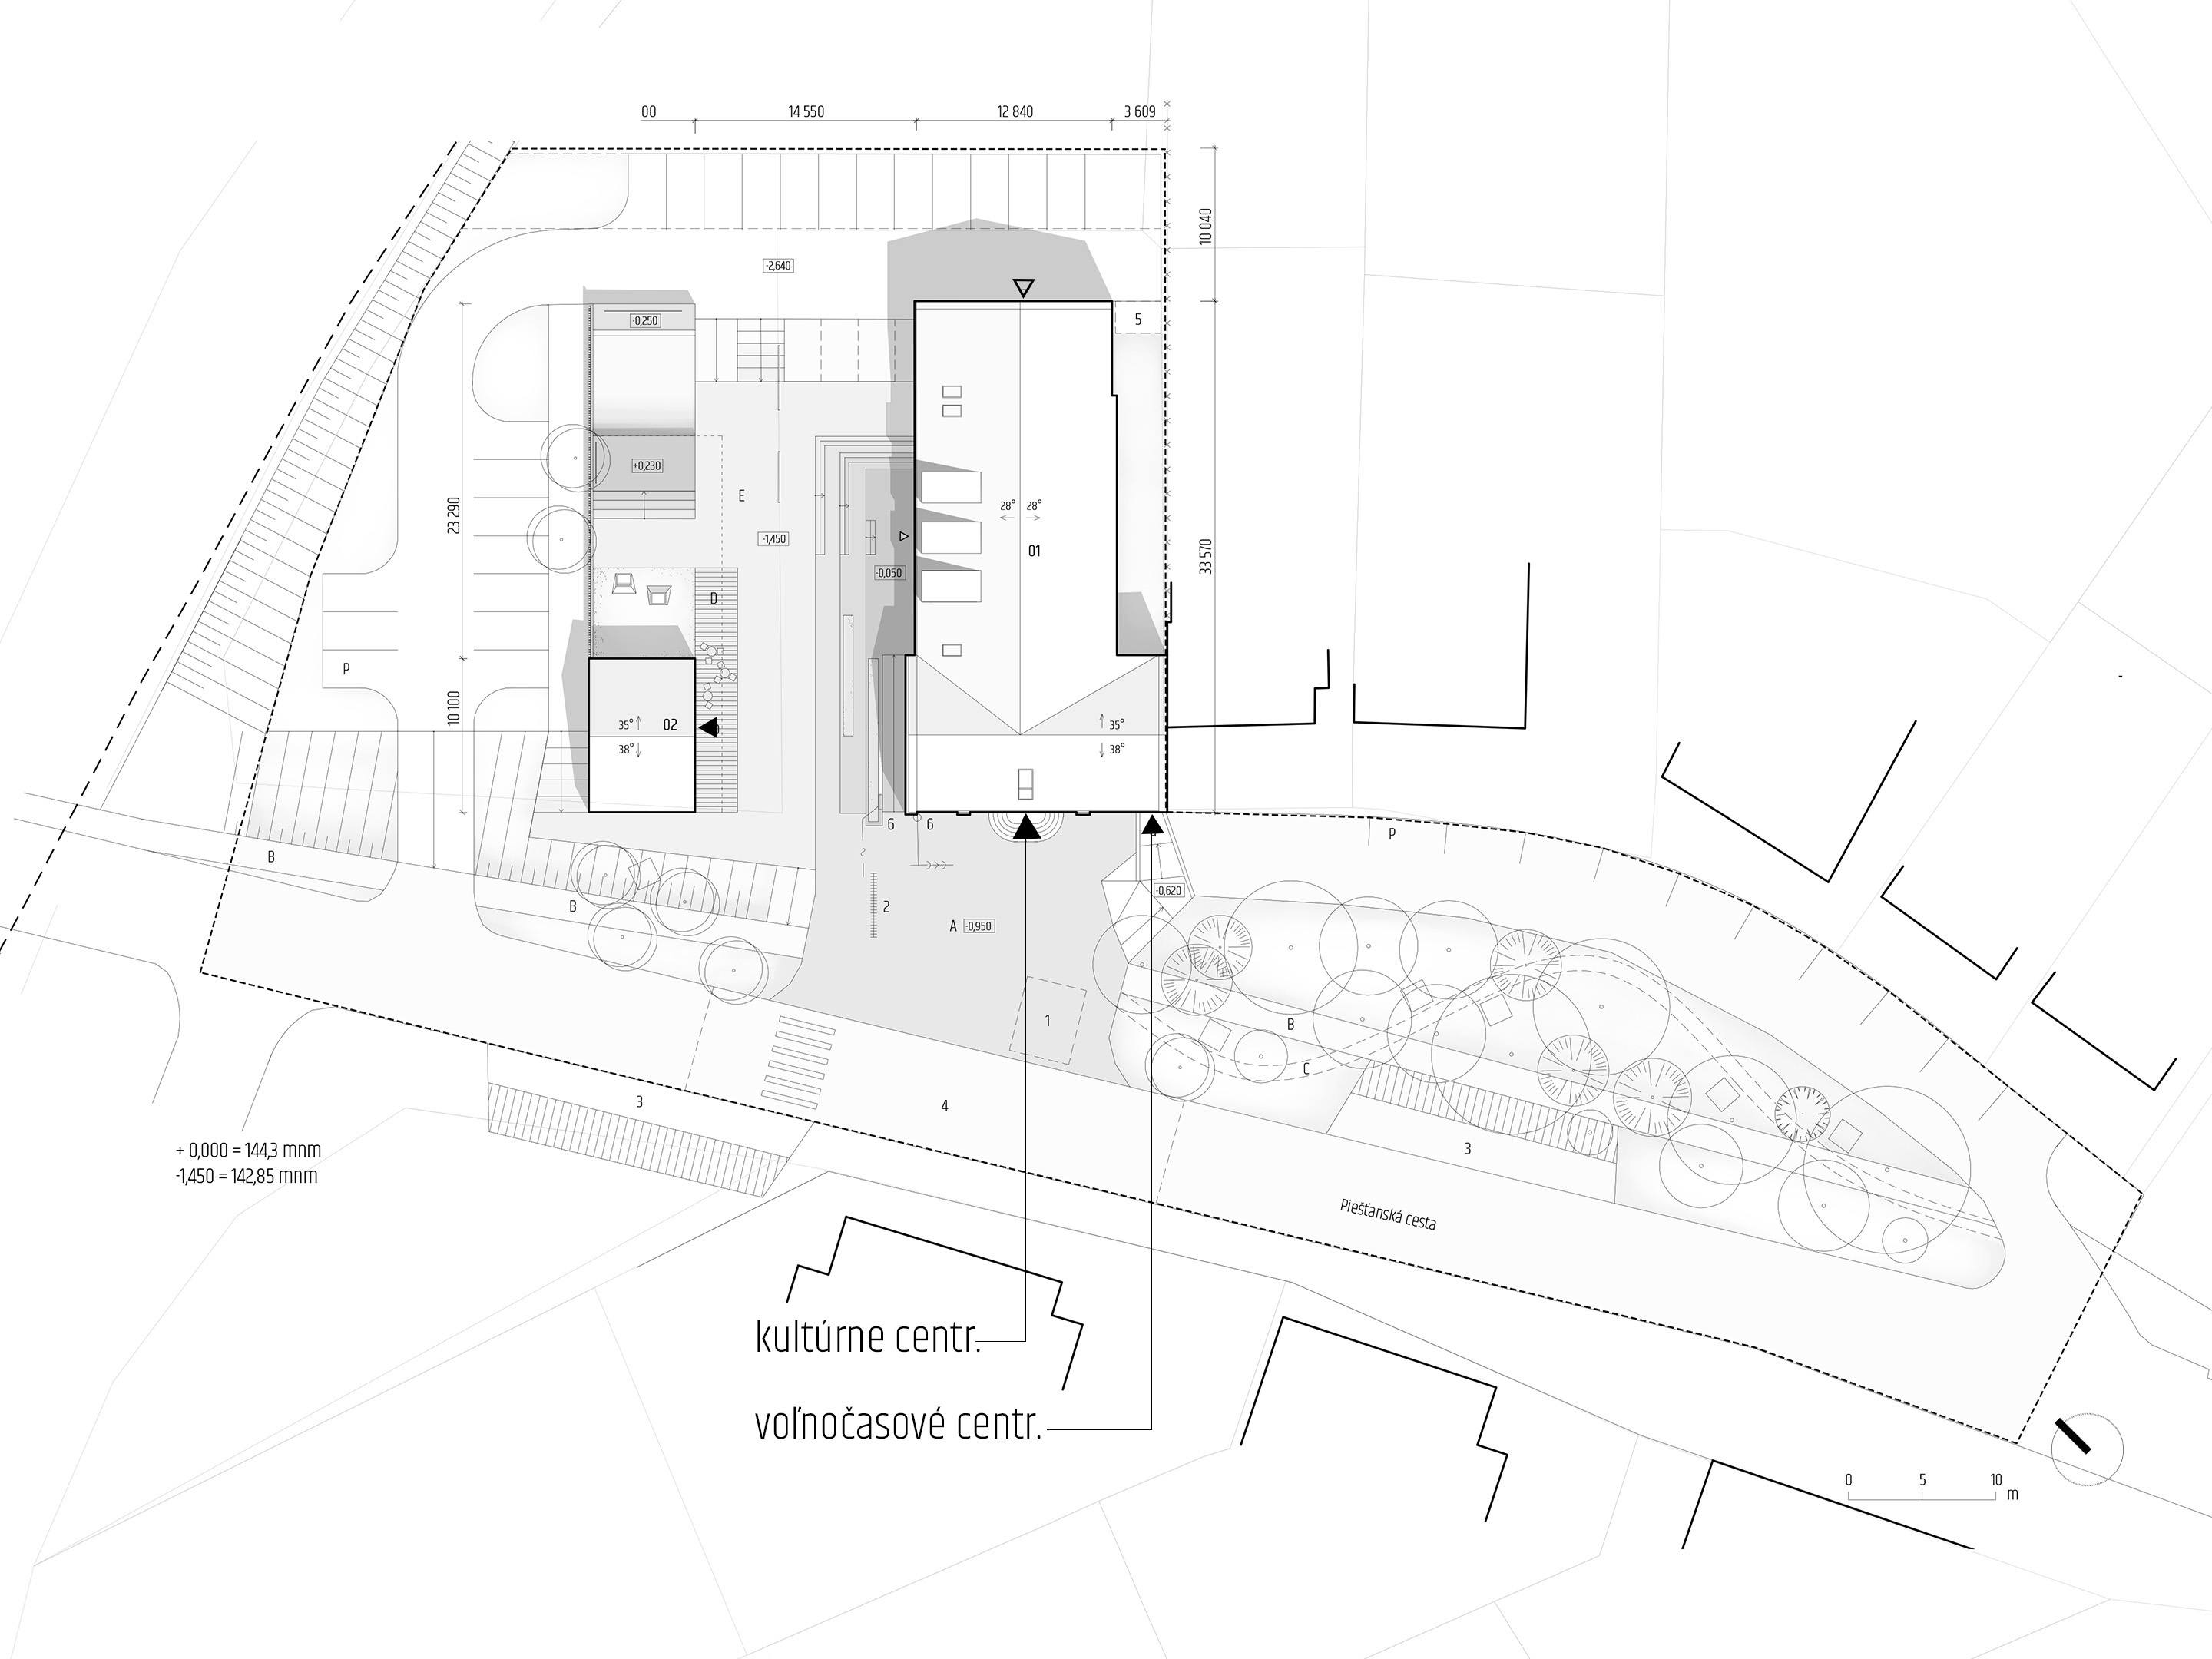 00
14 550
12 840
3 609
10 040
-2,640
-0,250
5
+0,230
E
28° 28°
23 290
-1,450
01
33 570
-0,050
D
P
10 100
35° 02
38°
35°
38°
6 6
P
B
-0,620
B
2
A -0,950
1
B
C
3
4
3
+ 0,000 = 144,3 mnm
-1,450 = 142,85 mnm
Piešťanská cesta
kultúrne centr.
voľnočasové centr.
0 5 10
m